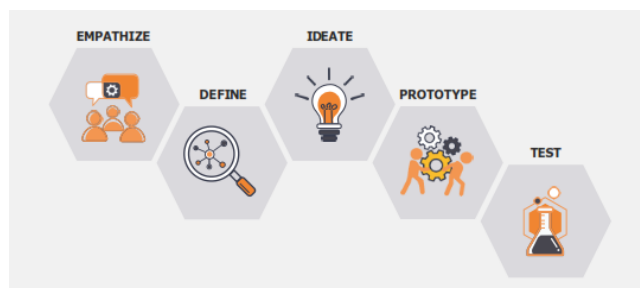 EMPATHIZE
DEFINE
IDEATE
PROTOTYPE
TEST